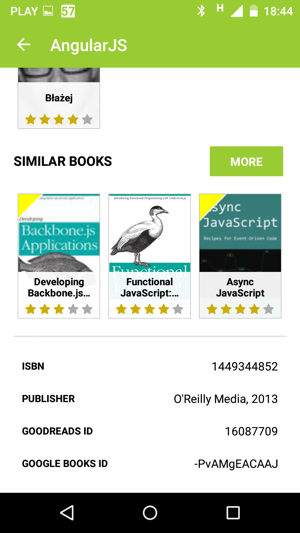 PLAY 57 H 18:44
AngularJS
Błażej
SIMILAR BOOKS MORE
Developing
Backbone.js
Applications
Functional
Async
JavaScript
Recipes for Event-Driven Code
Developing
Backbone.js...
Functional
JavaScript:...
Async
JavaScript
ISBN 1449344852
PUBLISHER O'Reilly Media, 2013
GOODREADS ID 16087709
GOOGLE BOOKS ID -PvAMgEACAAJ